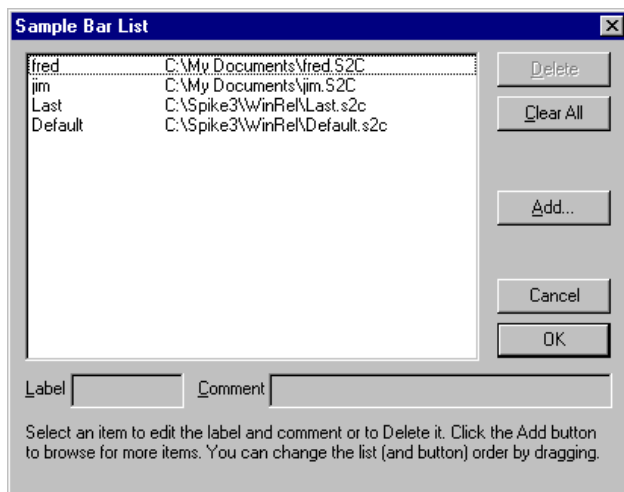 Sample Bar List
fred C:\My Documents\fred.S2C
jim C:\My Documents\jim.S2C
Last C:\Spike3\WinRel\Last.s2c
Default C:\Spike3\WinRel\Default.s2c
Delete
Clear All
Add...
Cancel
OK
Label Comment
Select an item to edit the label and comment or to Delete it. Click the Add button
to browse for more items. You can change the list (and button) order by dragging.